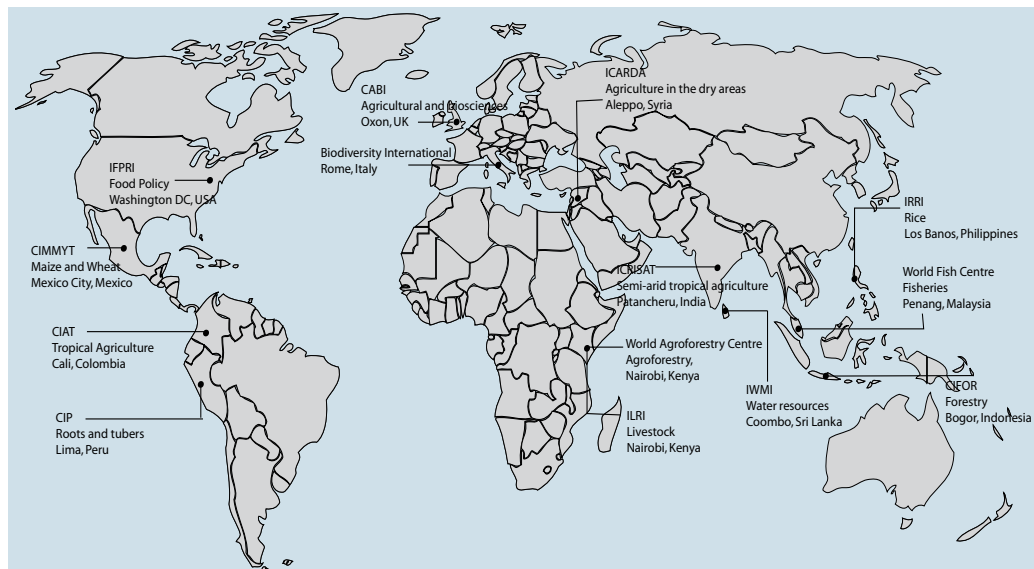 CABI
Agricultural and Biosciences
Oxon, UK
ICARDA
Agriculture in the dry areas
Aleppo, Syria
Biodiversity International
Rome, Italy
IFPRI
Food Policy
Washington DC, USA
IRRI
Rice
Los Banos, Philippines
CIMMYT
Maize and Wheat
Mexico City, Mexico
ICRISAT
Semi-arid tropical agriculture
Patancheru, India
World Fish Centre
Fisheries
Penang, Malaysia
CIAT
Tropical Agriculture
Cali, Colombia
World Agroforestry Centre
Agroforestry,
Nairobi, Kenya
IWMI
Water resources
Coombo, Sri Lanka
CIFOR
Forestry
Bogor, Indonesia
CIP
Roots and tubers
Lima, Peru
ILRI
Livestock
Nairobi, Kenya